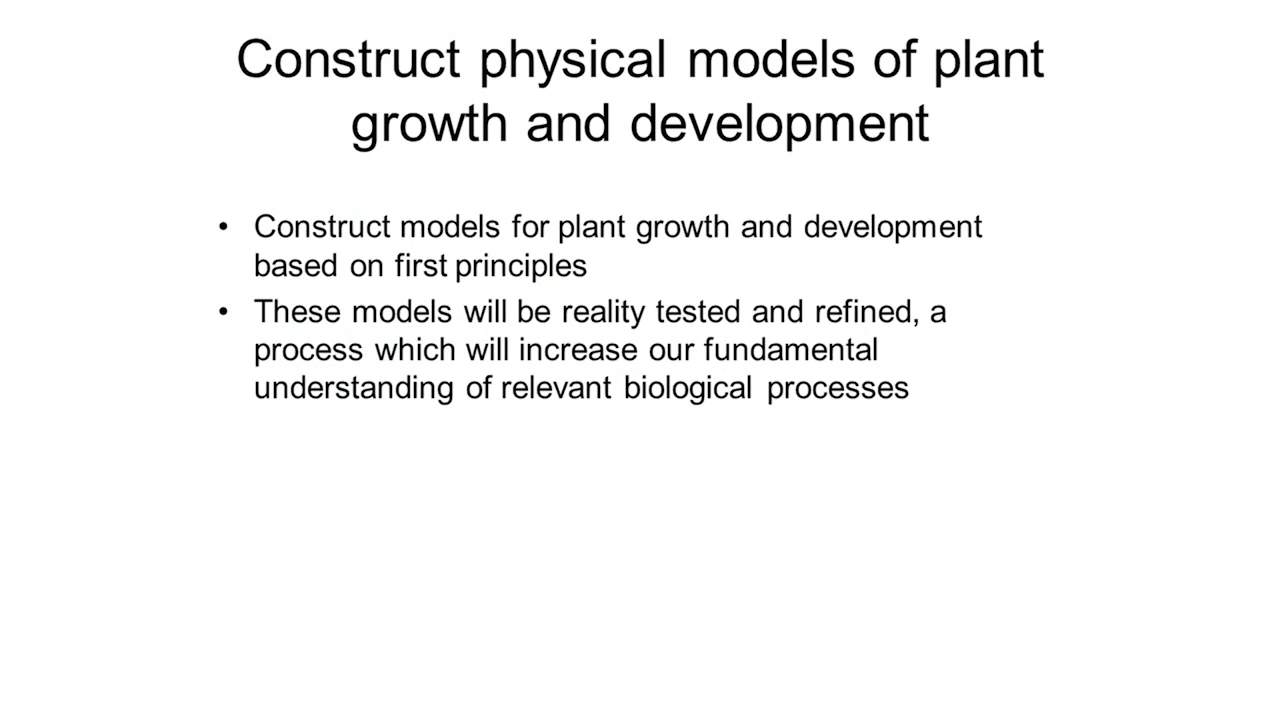 Construct physical models of plant
growth and development
• Construct models for plant growth and development
based on first principles
• These models will be reality tested and refined, a
process which will increase our fundamental
understanding of relevant biological processes